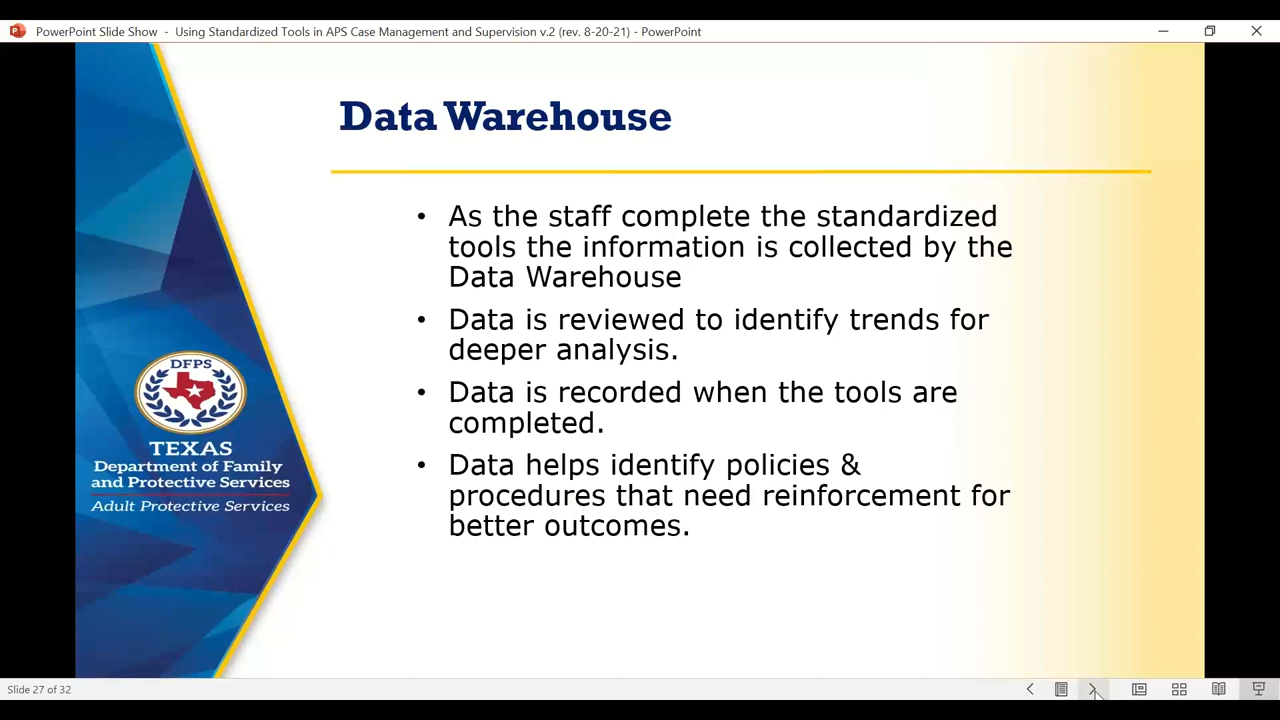 PowerPoint Slide Show - Using Standardized Tools in APS Case Management and Supervision v.2 (rev. 8-20-21) - PowerPoint
Data Warehouse
• As the staff complete the standardized
tools the information is collected by the
Data Warehouse
• Data is reviewed to identify trends for
deeper analysis.
• Data is recorded when the tools are
completed.
• Data helps identify policies &
procedures that need reinforcement for
better outcomes.
DFPS
TEXAS
Department of Family
and Protective Services
Adult Protective Services
Slide 27 of 32